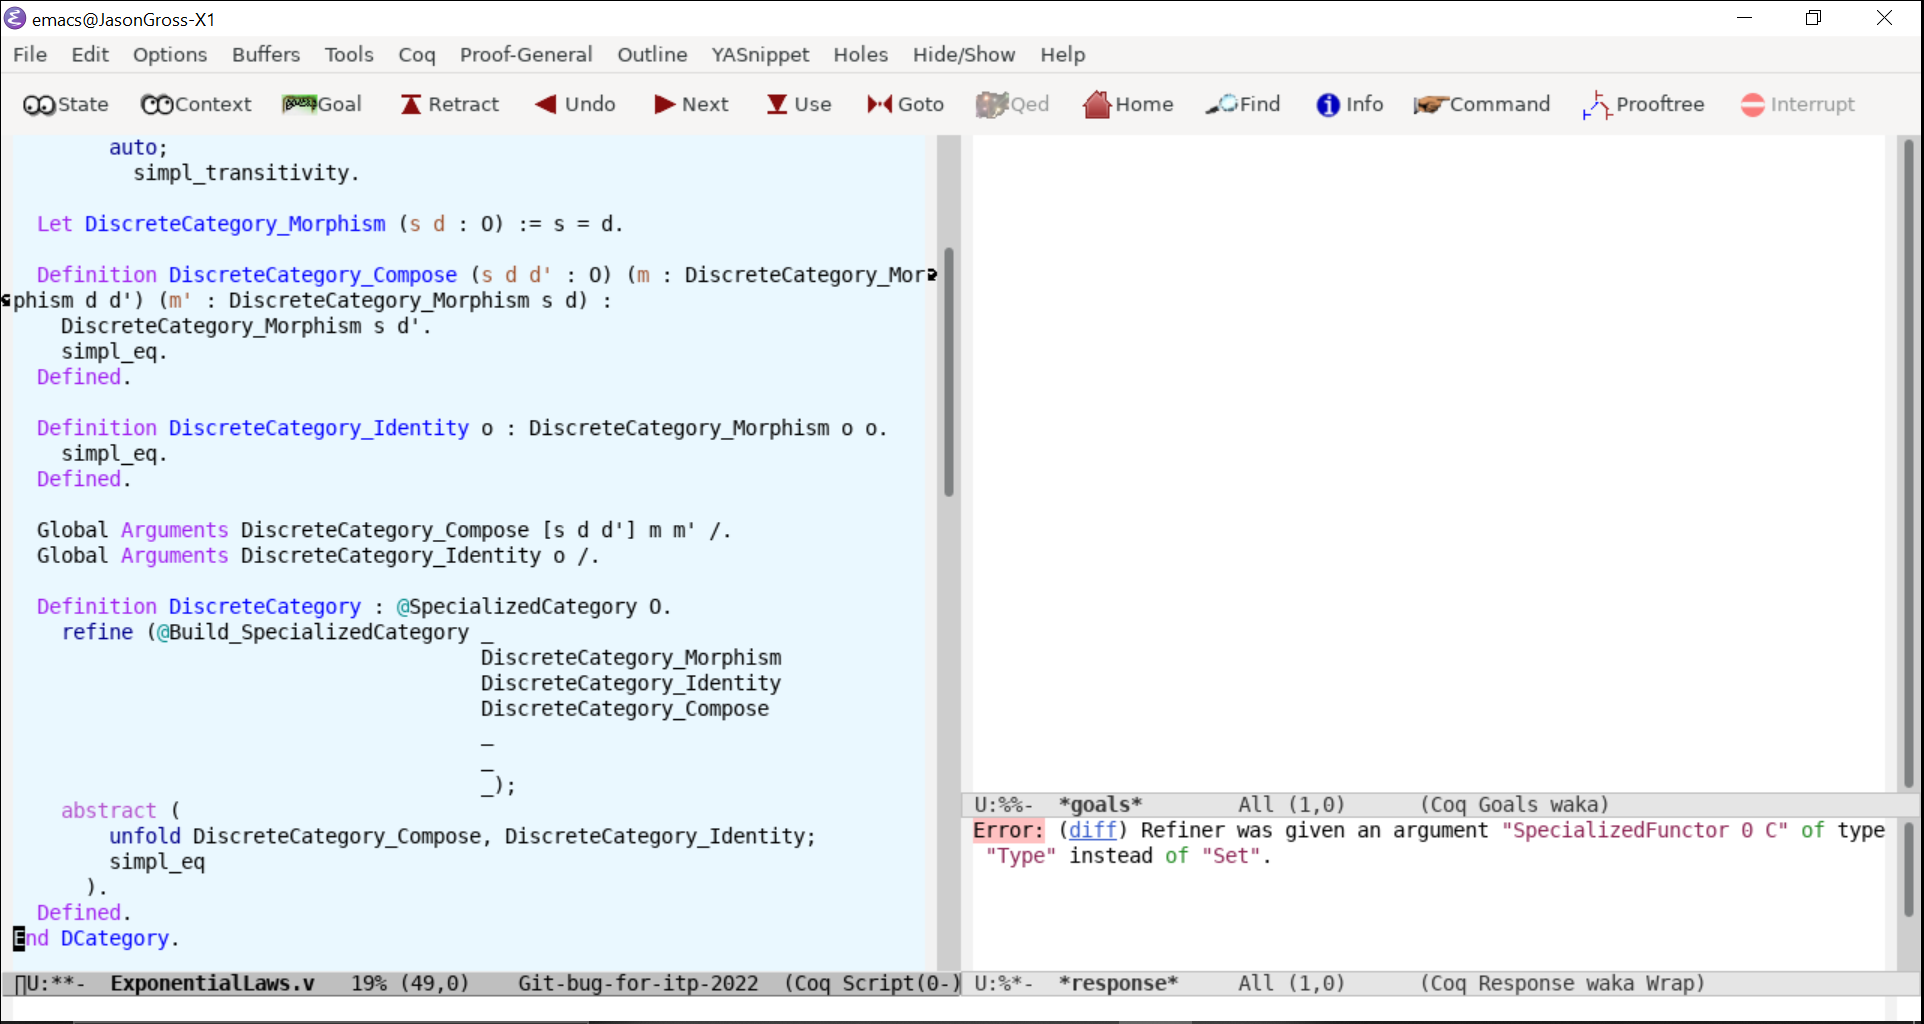 emacs@JasonGross-X1
File Edit Options Buffers Tools Coq Proof-General Outline YASnippet Holes Hide/Show Help
State Context Goal Retract Undo Next Use Goto Qed Home Find Info Command Prooftree Interrupt
auto;
simpl_transitivity.
Let DiscreteCategory_Morphism (s d : O) := s = d.
Definition DiscreteCategory_Compose (s d d' : O) (m : DiscreteCategory_Mor
phism d d') (m' : DiscreteCategory_Morphism s d) :
DiscreteCategory_Morphism s d'.
simpl_eq.
Defined.
Definition DiscreteCategory_Identity o : DiscreteCategory_Morphism o o.
simpl_eq.
Defined.
Global Arguments DiscreteCategory_Compose [s d d'] m m' /.
Global Arguments DiscreteCategory_Identity o /.
Definition DiscreteCategory : @SpecializedCategory O.
refine (@Build_SpecializedCategory _
DiscreteCategory_Morphism
DiscreteCategory_Identity
DiscreteCategory_Compose
_
_
_);
abstract (
unfold DiscreteCategory_Compose, DiscreteCategory_Identity;
simpl_eq
).
Defined.
End DCategory.
U:**- ExponentialLaws.v 19% (49,0) Git-bug-for-itp-2022 (Coq Script(0-)
U:%%- *goals* All (1,0) (Coq Goals waka)
Error: (diff) Refiner was given an argument "SpecializedFunctor 0 C" of type
"Type" instead of "Set".
U:%*- *response* All (1,0) (Coq Response waka Wrap)